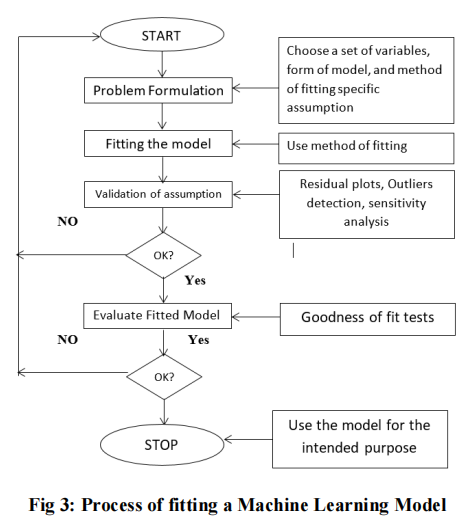 START
Choose a set of variables,
form of model, and method
of fitting specific
assumption
Problem Formulation
Fitting the model
Use method of fitting
Validation of assumption
Residual plots, Outliers
detection, sensitivity
analysis
NO
OK?
Yes
Evaluate Fitted Model
Goodness of fit tests
NO
Yes
OK?
STOP
Use the model for the
intended purpose
Fig 3: Process of fitting a Machine Learning Model